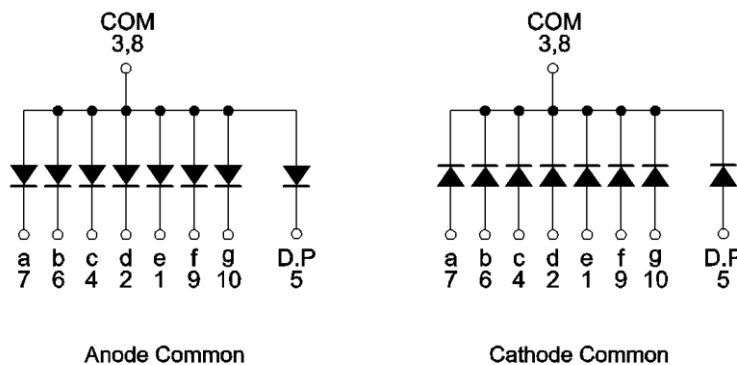 COM
3,8
a b c d e f g D.P
7 6 4 2 1 9 10 5
Anode Common
COM
3,8
a b c d e f g D.P
7 6 4 2 1 9 10 5
Cathode Common